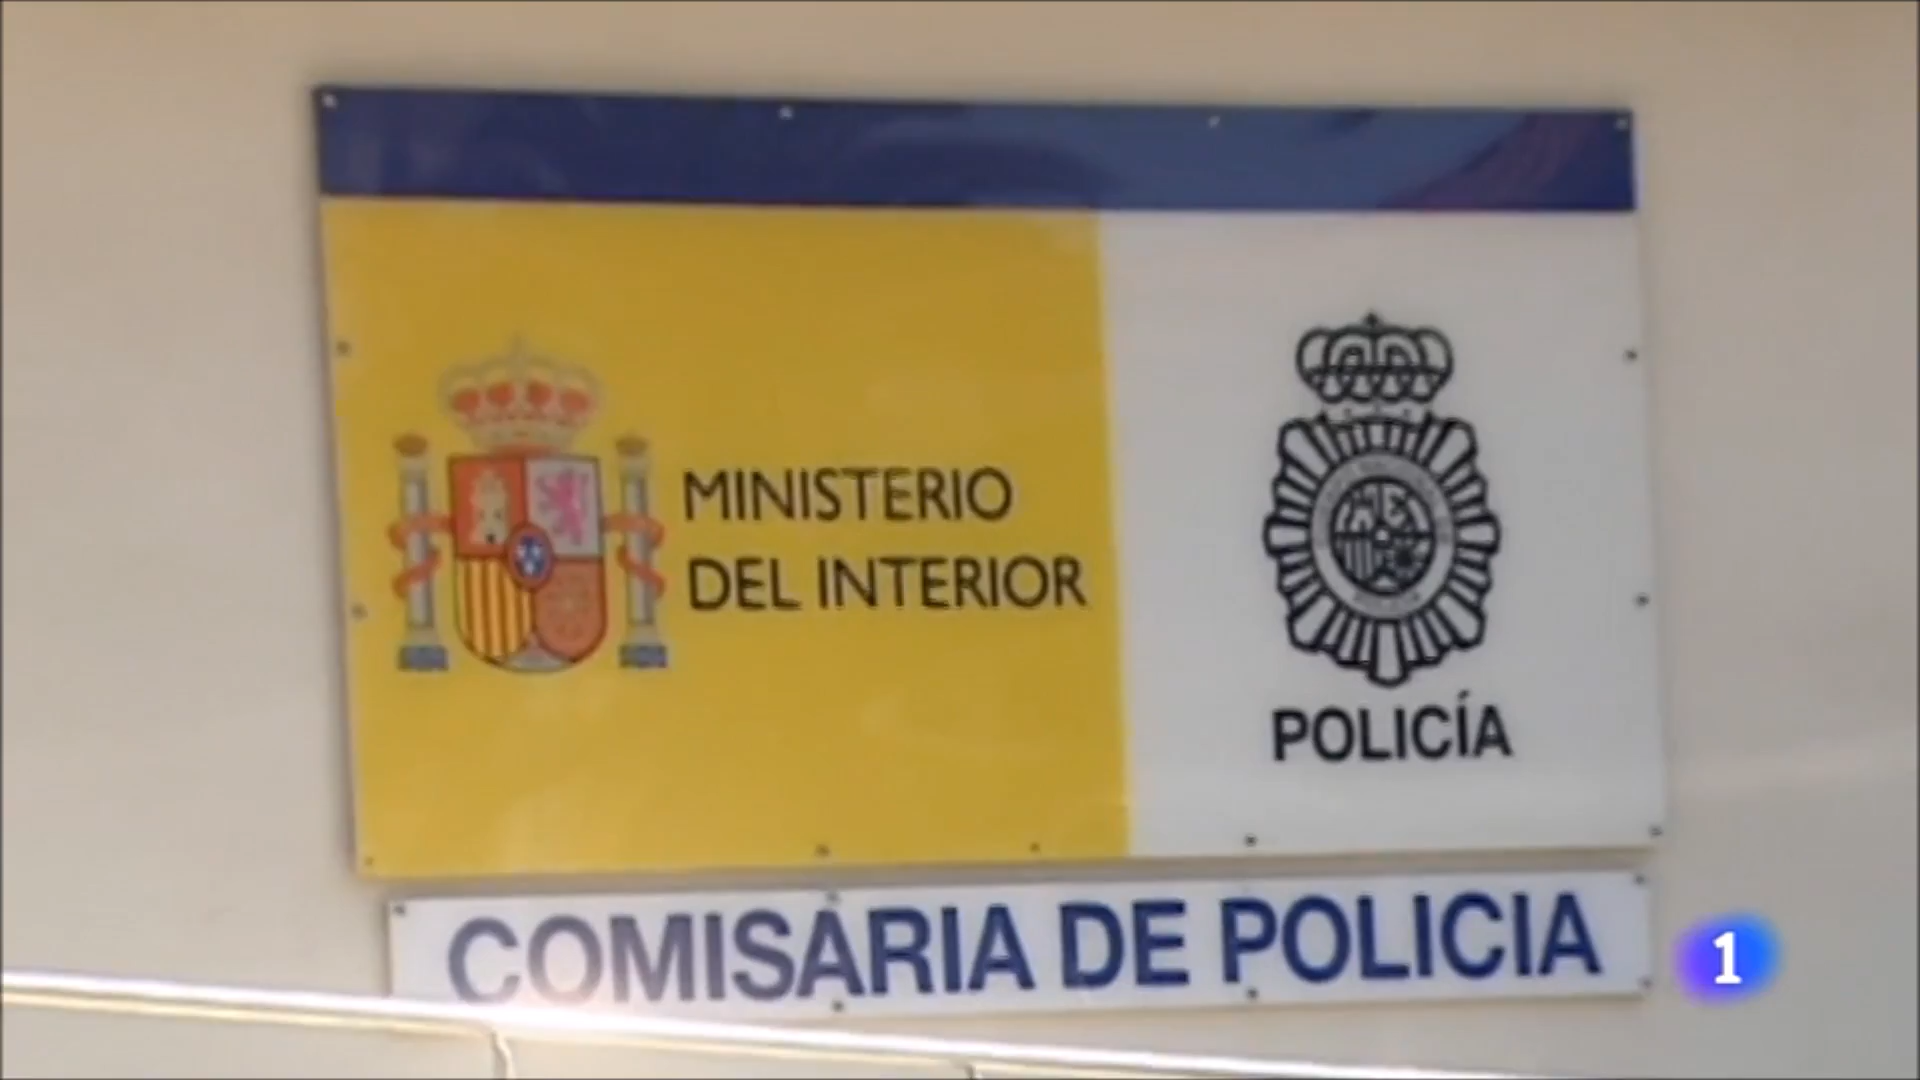 MINISTERIO
DEL INTERIOR
POLICÍA
COMISARIA DE POLICIA
1